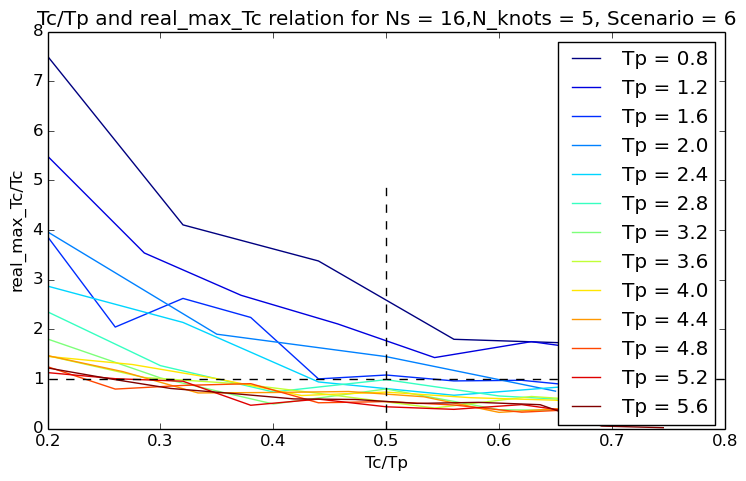 Tc/Tp and real_max_Tc relation for Ns = 16,N_knots = 5, Scenario = 6
8
7
6
5
4
3
2
1
0
real_max_Tc/Tc
Tp = 0.8
Tp = 1.2
Tp = 1.6
Tp = 2.0
Tp = 2.4
Tp = 2.8
Tp = 3.2
Tp = 3.6
Tp = 4.0
Tp = 4.4
Tp = 4.8
Tp = 5.2
Tp = 5.6
0.2 0.3 0.4 0.5 0.6 0.7 0.8
Tc/Tp